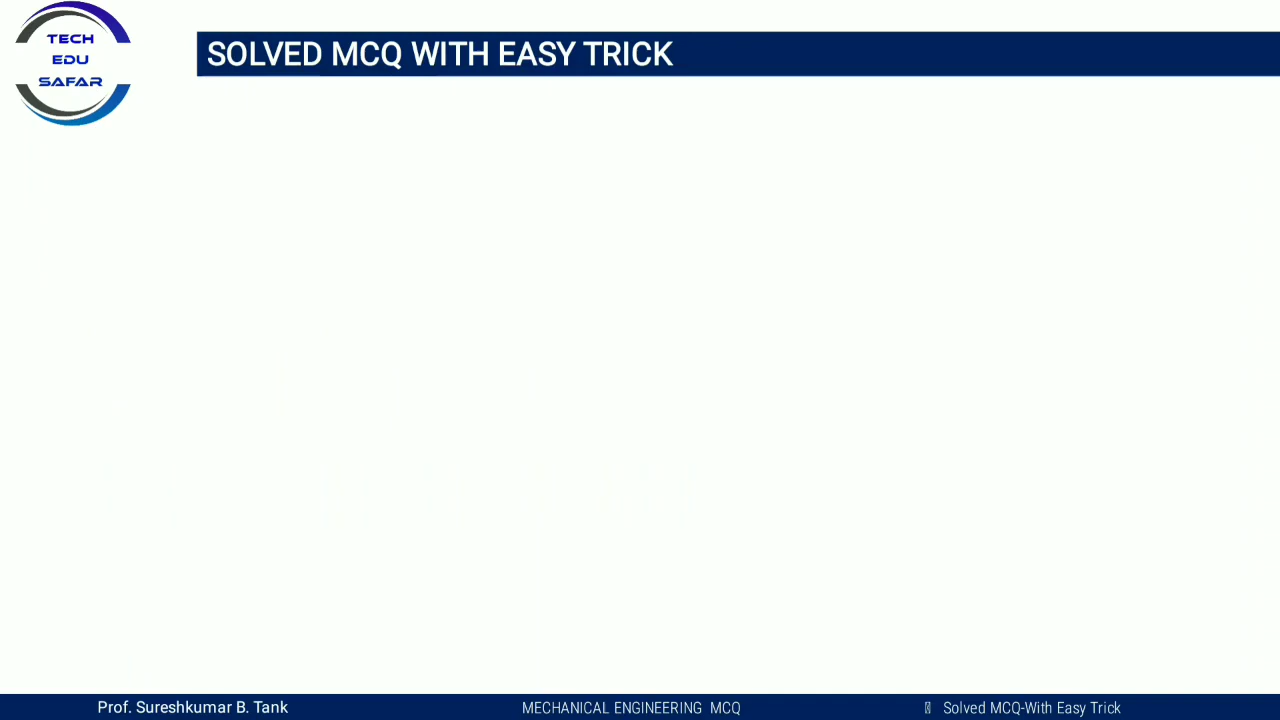 TECH
EDU
SAFAR
SOLVED MCQ WITH EASY TRICK
Prof. Sureshkumar B. Tank
MECHANICAL ENGINEERING MCQ
Solved MCQ-With Easy Trick